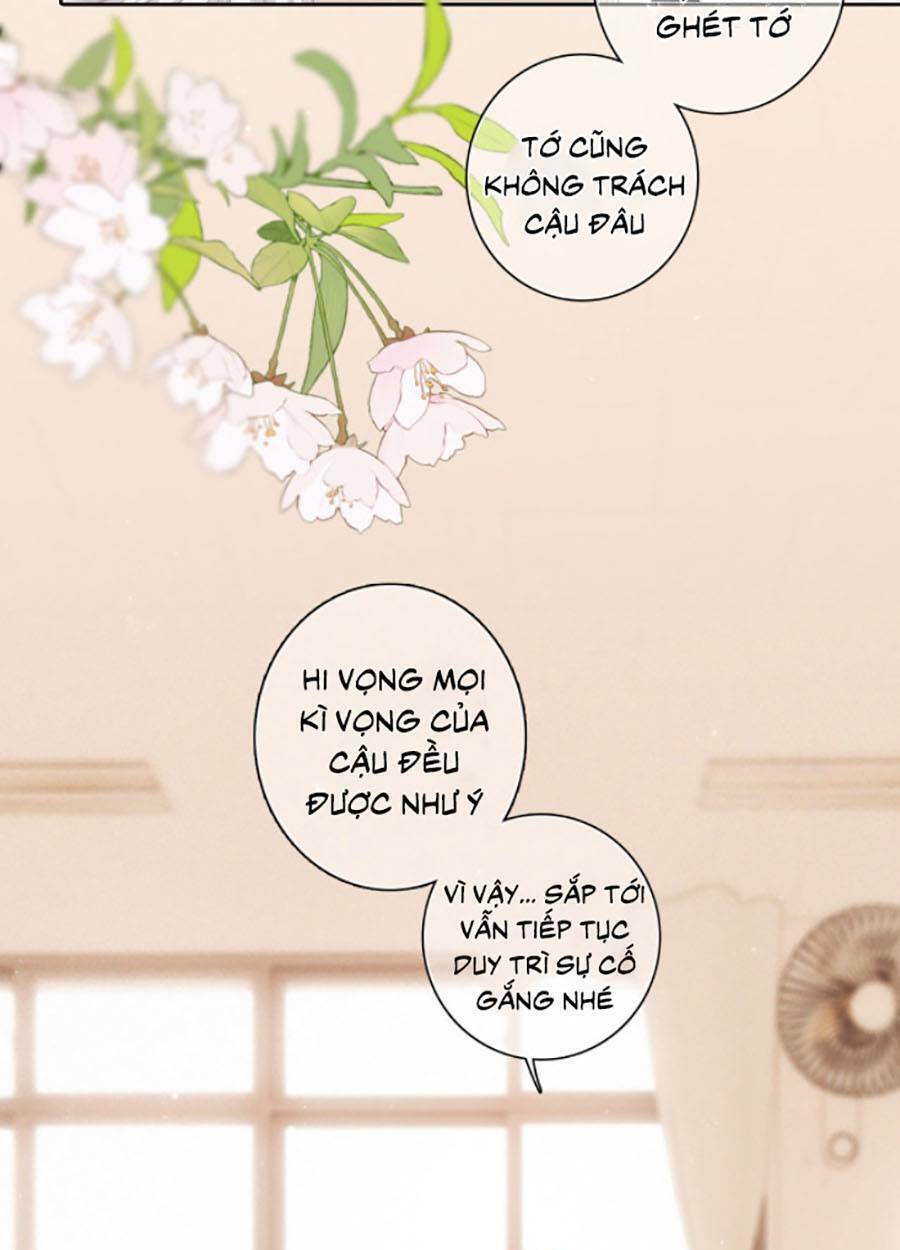 GHÉT TỚ
TỚ CŨNG
KHÔNG TRÁCH
CẬU ĐÂU
HI VỌNG MỌI
KÌ VỌNG CỦA
CẬU ĐỀU
ĐƯỢC NHƯ Ý
VÌ VẬY... SẮP TỚI
VẪN TIẾP TỤC
DUY TRÌ SỰ CỐ
GẮNG NHÉ